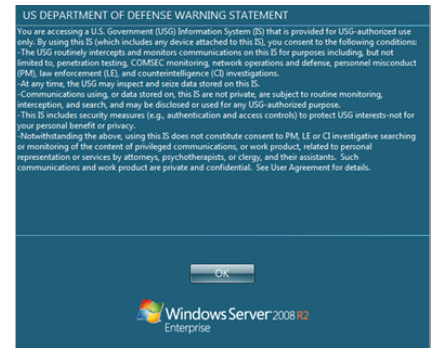 US DEPARTMENT OF DEFENSE WARNING STATEMENT
You are accessing a U.S. Government (USG) Information System (IS) that is provided for USG-authorized use
only. By using this IS (which includes any device attached to this IS), you consent to the following conditions:
-The USG routinely intercepts and monitors communications on this IS for purposes including, but not
limited to, penetration testing, COMSEC monitoring, network operations and defense, personnel misconduct
(PM), law enforcement (LE), and counterintelligence (CI) investigations.
-At any time, the USG may inspect and seize data stored on this IS.
-Communications using, or data stored on, this IS are not private, are subject to routine monitoring,
interception, and search, and may be disclosed or used for any USG-authorized purpose.
-This IS includes security measures (e.g., authentication and access controls) to protect USG interests-not for
your personal benefit or privacy.
-Notwithstanding the above, using this IS does not constitute consent to PM, LE or CI investigative searching
or monitoring of the content of privileged communications, or work product, related to personal
representation or services by attorneys, psychotherapists, or clergy, and their assistants. Such
communications and work product are private and confidential. See User Agreement for details.
OK
Windows Server 2008 R2
Enterprise